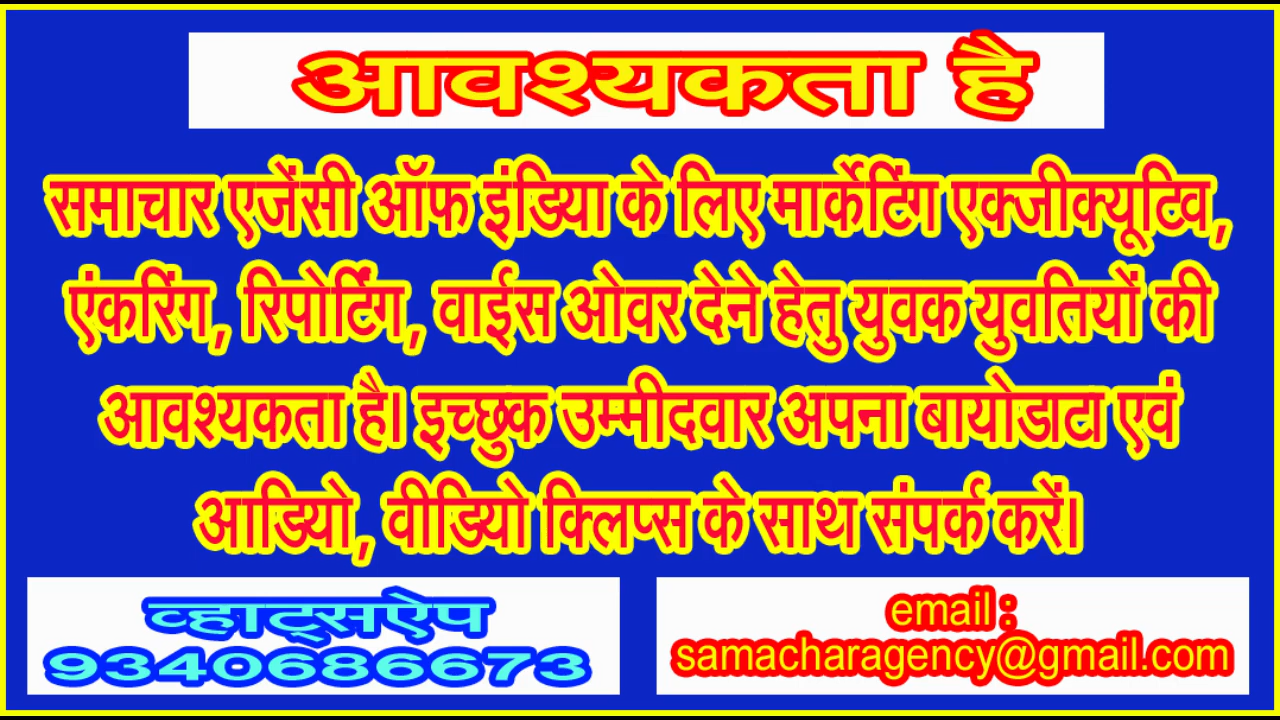 आवश्यकता है
समाचार एजेंसी ऑफ इंडिया के लिए मार्केटिंग एक्जीक्यूटिव,
एंकरिंग, रिपोर्टिंग, वाईस ओवर देने हेतु युवक युवतियों की
आवश्यकता है। इच्छुक उम्मीदवार अपना बायोडाटा एवं
आडियो, वीडियो क्लिप्स के साथ संपर्क करें।
व्हाट्सऐप
9340686673
email :
samacharagency@gmail.com